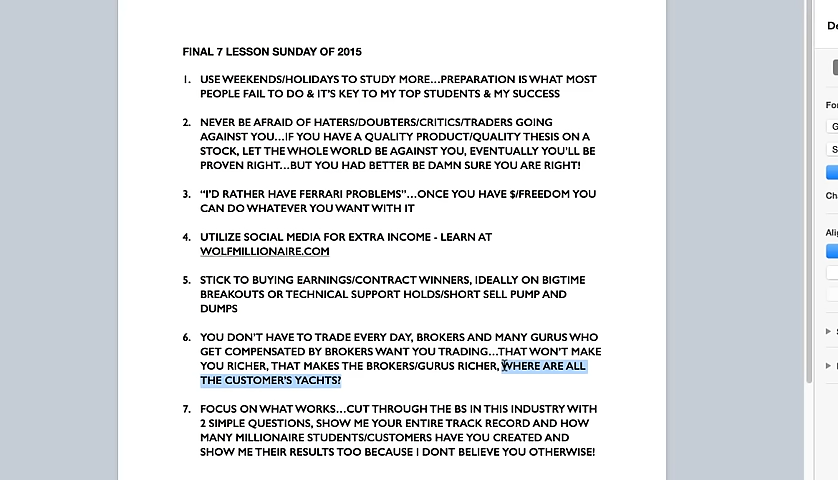 FINAL 7 LESSON SUNDAY OF 2015
1. USE WEEKENDS/HOLIDAYS TO STUDY MORE...PREPARATION IS WHAT MOST
PEOPLE FAIL TO DO & IT'S KEY TO MY TOP STUDENTS & MY SUCCESS
2. NEVER BE AFRAID OF HATERS/DOUBTERS/CRITICS/TRADERS GOING
AGAINST YOU...IF YOU HAVE A QUALITY PRODUCT/QUALITY THESIS ON A
STOCK, LET THE WHOLE WORLD BE AGAINST YOU, EVENTUALLY YOU'LL BE
PROVEN RIGHT...BUT YOU HAD BETTER BE DAMN SURE YOU ARE RIGHT!
3. "I'D RATHER HAVE FERRARI PROBLEMS"...ONCE YOU HAVE $/FREEDOM YOU
CAN DO WHATEVER YOU WANT WITH IT
4. UTILIZE SOCIAL MEDIA FOR EXTRA INCOME - LEARN AT
WOLFMILLIONAIRE.COM
5. STICK TO BUYING EARNINGS/CONTRACT WINNERS, IDEALLY ON BIGTIME
BREAKOUTS OR TECHNICAL SUPPORT HOLDS/SHORT SELL PUMP AND
DUMPS
6. YOU DON'T HAVE TO TRADE EVERY DAY, BROKERS AND MANY GURUS WHO
GET COMPENSATED BY BROKERS WANT YOU TRADING...THAT WON'T MAKE
YOU RICHER, THAT MAKES THE BROKERS/GURUS RICHER, WHERE ARE ALL
THE CUSTOMER'S YACHTS?
7. FOCUS ON WHAT WORKS...CUT THROUGH THE BS IN THIS INDUSTRY WITH
2 SIMPLE QUESTIONS, SHOW ME YOUR ENTIRE TRACK RECORD AND HOW
MANY MILLIONAIRE STUDENTS/CUSTOMERS HAVE YOU CREATED AND
SHOW ME THEIR RESULTS TOO BECAUSE I DONT BELIEVE YOU OTHERWISE!